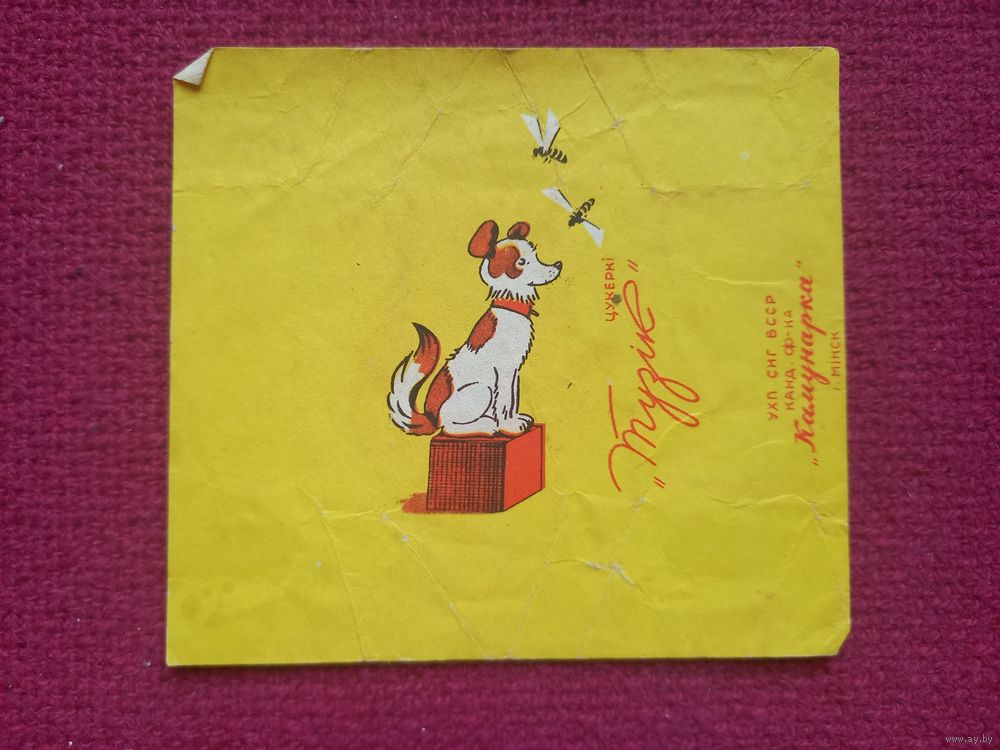 ЦУКЕРКІ
„Тузік“
УХП СНГ БССР
КАНД. Ф-КА
„Камунарка“
г. МІНСК
www.ay.by